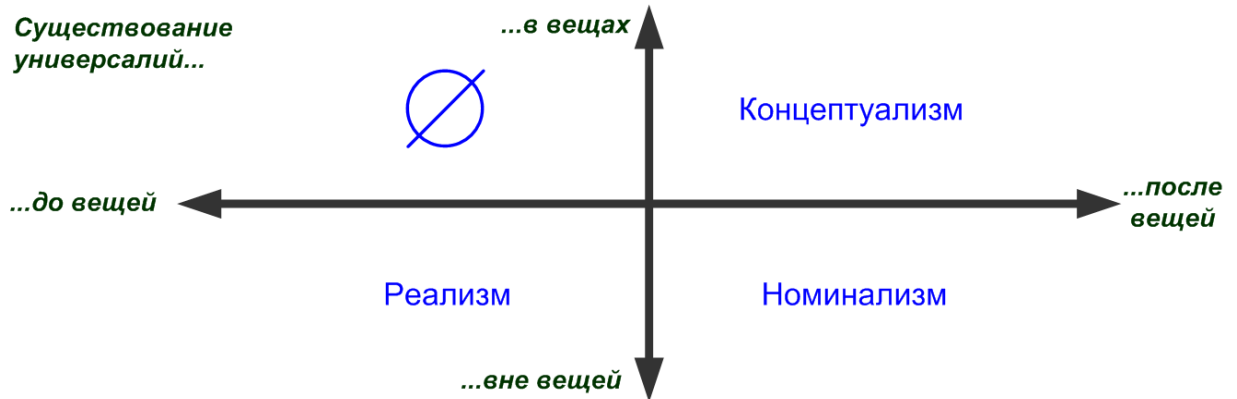 Существование
универсалий...
...в вещах
Концептуализм
...до вещей
...после
вещей
Реализм
Номинализм
...вне вещей